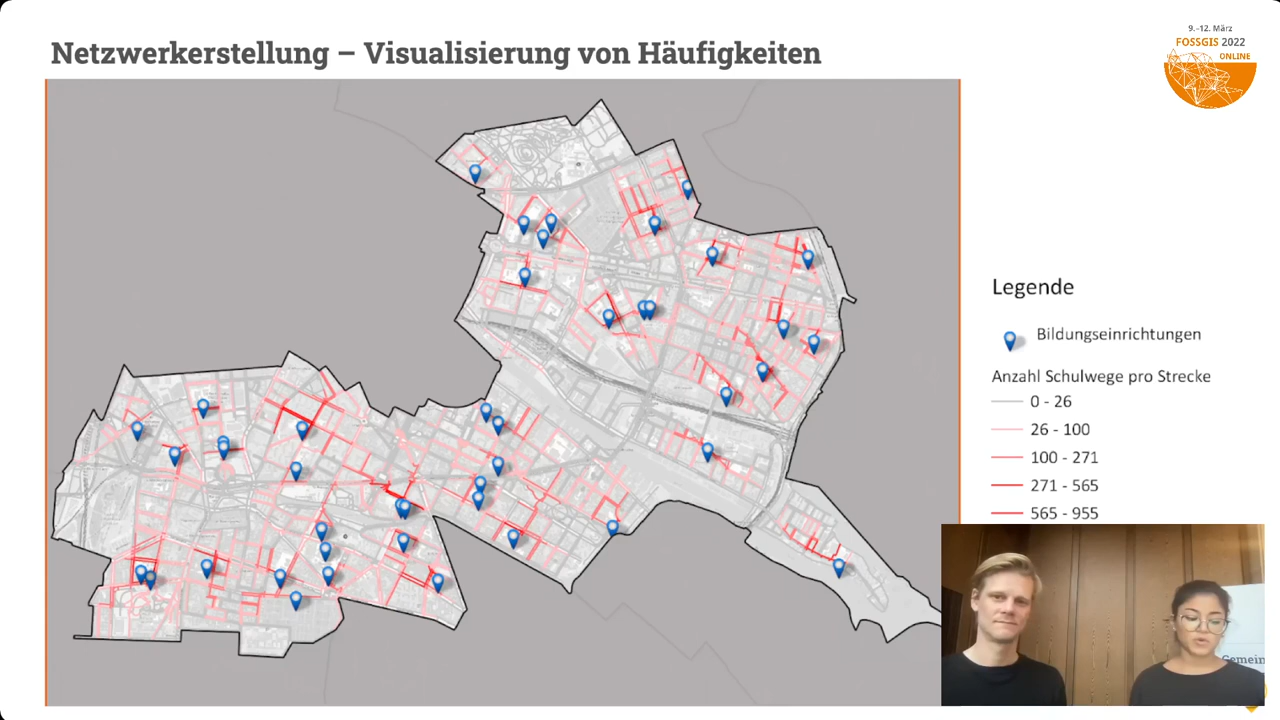 Netzwerkerstellung – Visualisierung von Häufigkeiten
9.-12. März
FOSSGIS 2022
ONLINE
Legende
Bildungseinrichtungen
Anzahl Schulwege pro Strecke
0 - 26
26 - 100
100 - 271
271 - 565
565 - 955
Gemein